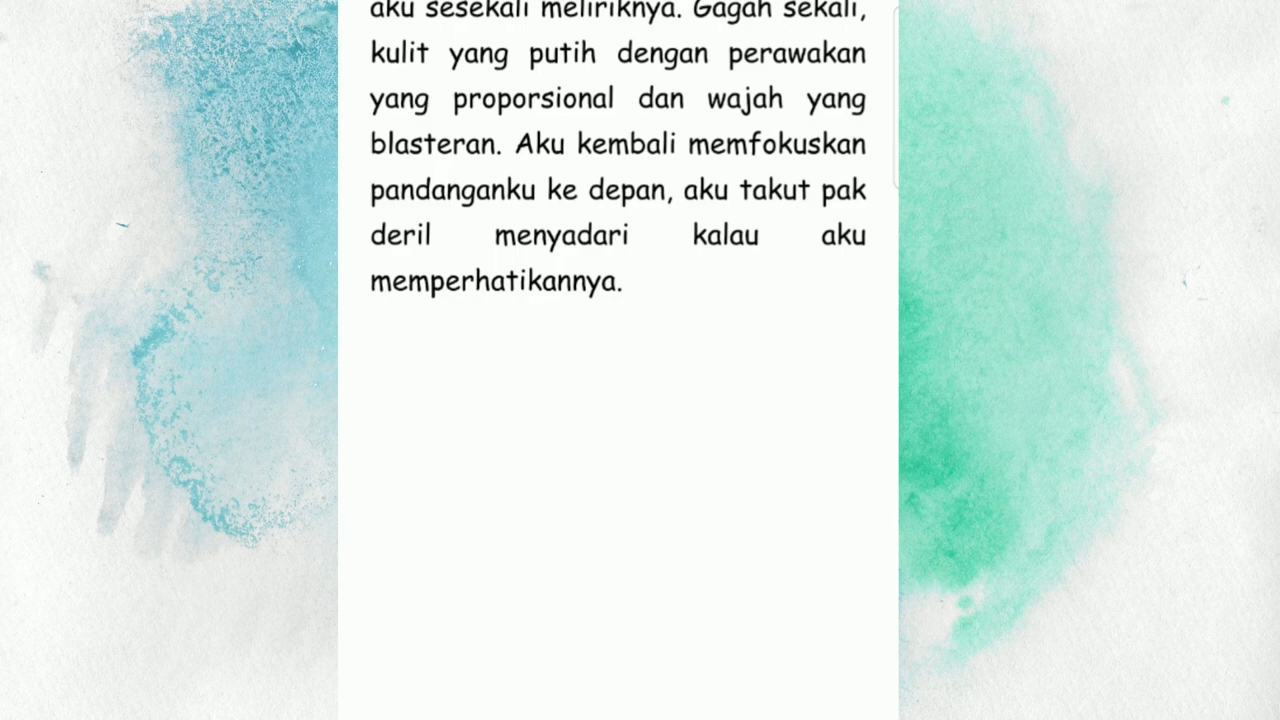 aku sesekali meliriknya. Gagah sekali,
kulit yang putih dengan perawakan
yang proporsional dan wajah yang
blasteran. Aku kembali memfokuskan
pandanganku ke depan, aku takut pak
deril menyadari kalau aku
memperhatikannya.